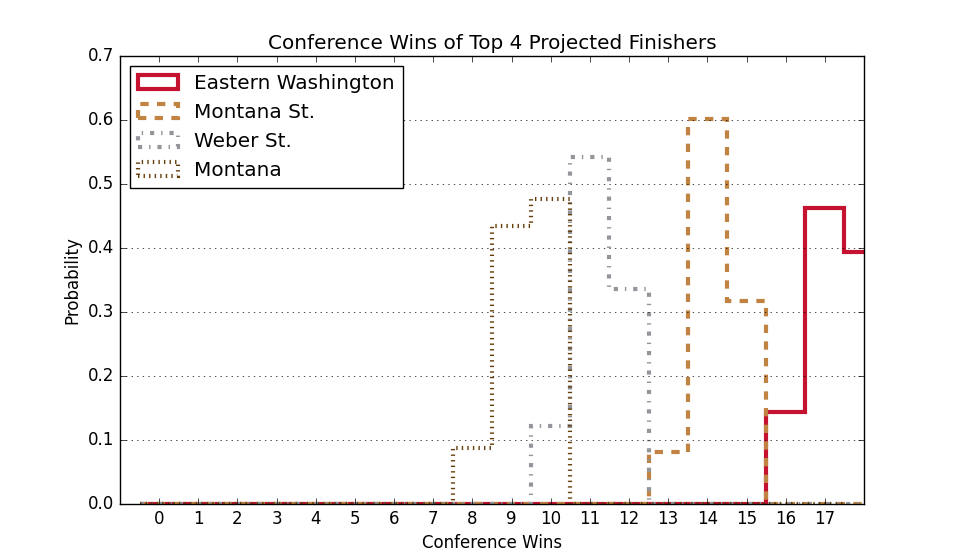 Conference Wins of Top 4 Projected Finishers
Eastern Washington
Montana St.
Weber St.
Montana
Probability
0.7
0.6
0.5
0.4
0.3
0.2
0.1
0.0
0 1 2 3 4 5 6 7 8 9 10 11 12 13 14 15 16 17
Conference Wins